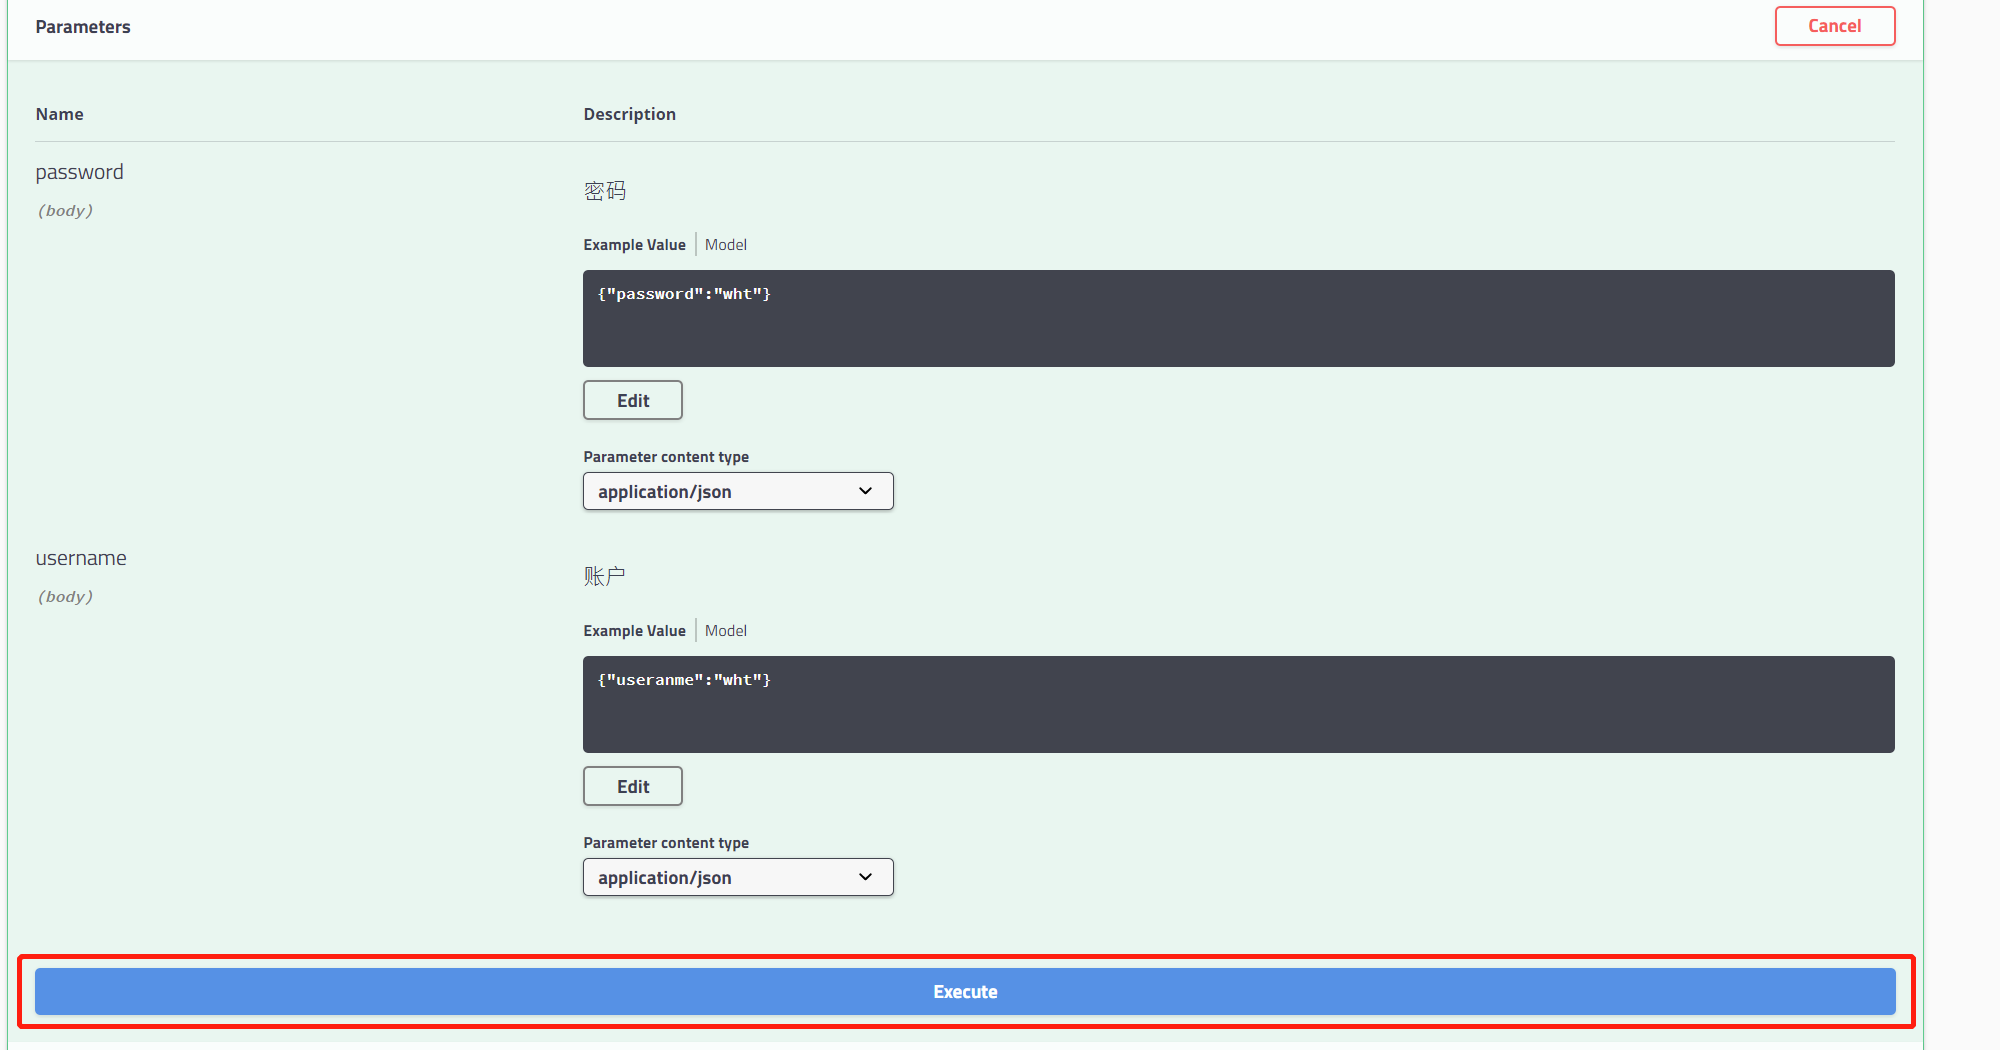 Parameters
Cancel
Name
Description
password
(body)
密码
Example Value
Model
{"password":"wht"}
Edit
Parameter content type
application/json
username
(body)
账户
Example Value
Model
{"useranme":"wht"}
Edit
Parameter content type
application/json
Execute